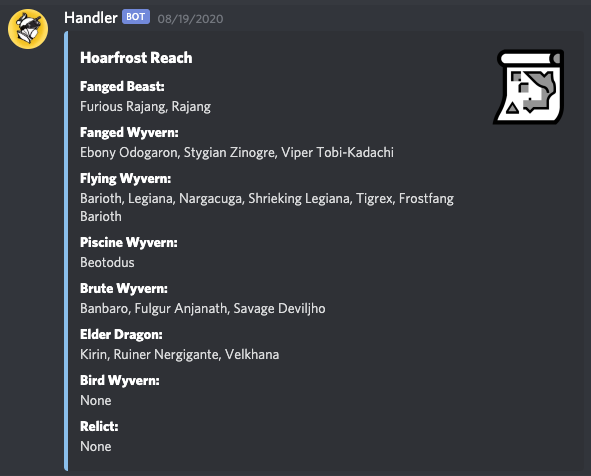 Handler BOT 08/19/2020
Hoarfrost Reach
Fanged Beast:
Furious Rajang, Rajang
Fanged Wyvern:
Ebony Odogaron, Stygian Zinogre, Viper Tobi-Kadachi
Flying Wyvern:
Barioth, Legiana, Nargacuga, Shrieking Legiana, Tigrex, Frostfang
Barioth
Piscine Wyvern:
Beotodus
Brute Wyvern:
Banbaro, Fulgur Anjanath, Savage Deviljho
Elder Dragon:
Kirin, Ruiner Nergigante, Velkhana
Bird Wyvern:
None
Relict:
None